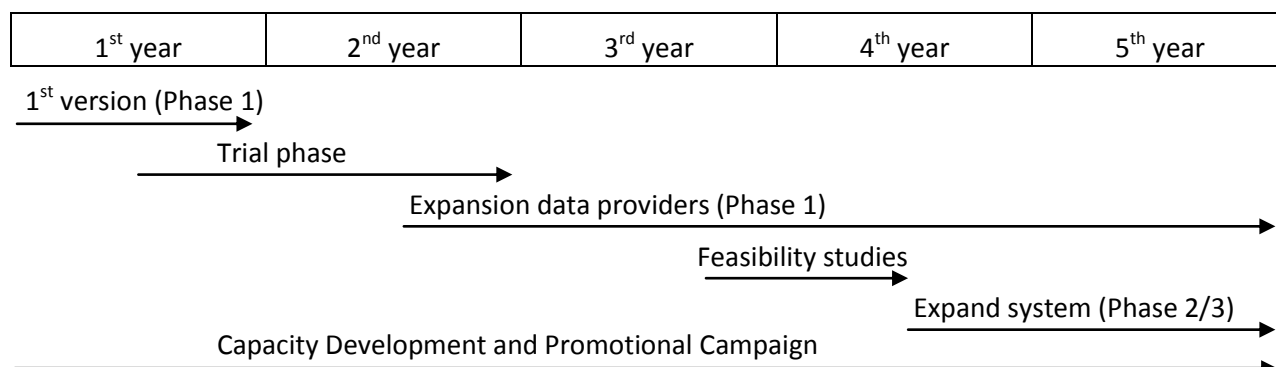 1st year 2nd year 3rd year 4th year 5th year
1st version (Phase 1)
Trial phase
Expansion data providers (Phase 1)
Feasibility studies
Expand system (Phase 2/3)
Capacity Development and Promotional Campaign